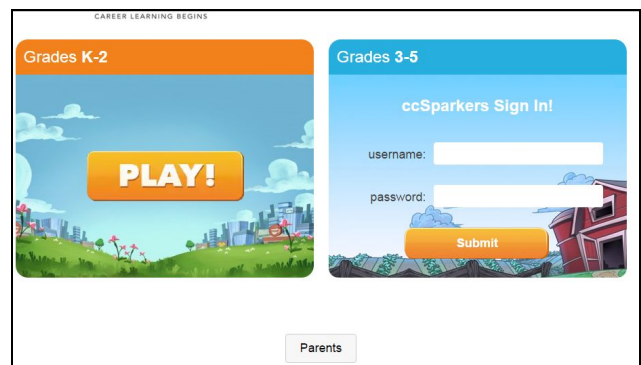 CAREER LEARNING BEGINS
Grades K-2
PLAY!
Grades 3-5
ccSparkers Sign In!
username:
password:
Submit
Parents